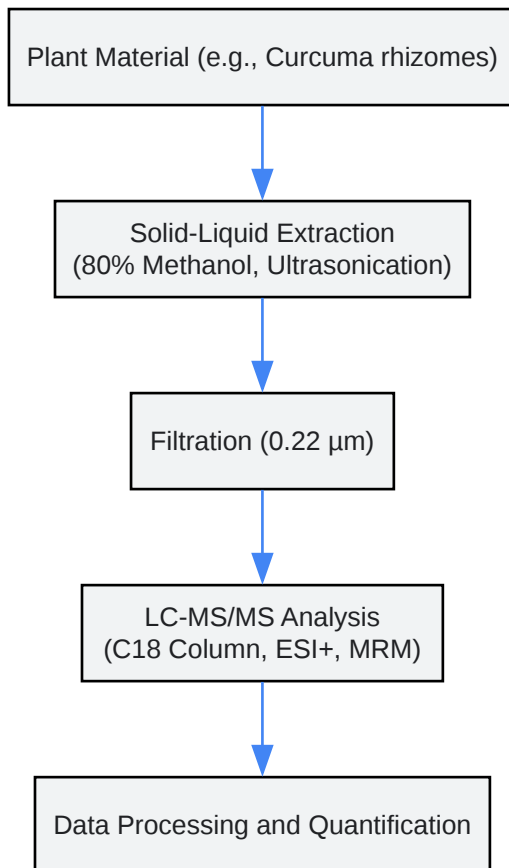 Plant Material (e.g., Curcuma rhizomes)
Solid-Liquid Extraction
(80% Methanol, Ultrasonication)
Filtration (0.22 µm)
LC-MS/MS Analysis
(C18 Column, ESI+, MRM)
Data Processing and Quantification